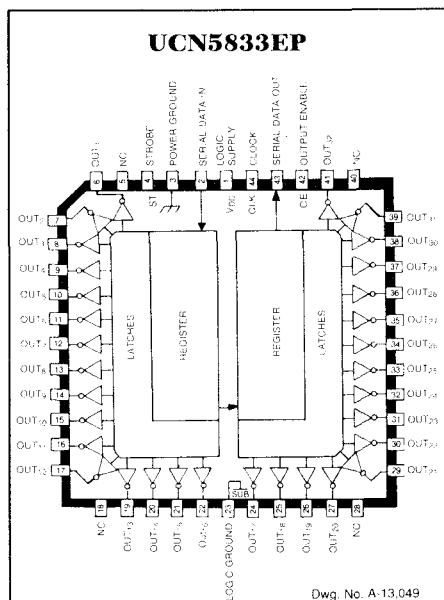 UCN5833EP
OUT1
NC
STROBE
POWER GROUND
SERIAL DATA IN
LOGIC SUPPLY
CLOCK
SERIAL DATA OUT
OUTPUT ENABLE
OUT32
NC
6
5
4
3
2
1
44
43
42
41
40
ST
VDD
CLK
OE
OUT2 7
OUT3 8
OUT4 9
OUT5 10
OUT6 11
OUT7 12
OUT8 13
OUT9 14
OUT10 15
OUT11 16
OUT12 17
LATCHES
REGISTER
REGISTER
LATCHES
39 OUT31
38 OUT30
37 OUT29
36 OUT28
35 OUT27
34 OUT26
33 OUT25
32 OUT24
31 OUT23
30 OUT22
29 OUT21
SUB
18
19
20
21
22
23
24
25
26
27
28
NC
OUT13
OUT14
OUT15
OUT16
LOGIC GROUND
OUT17
OUT18
OUT19
OUT20
NC
Dwg. No. A-13,049